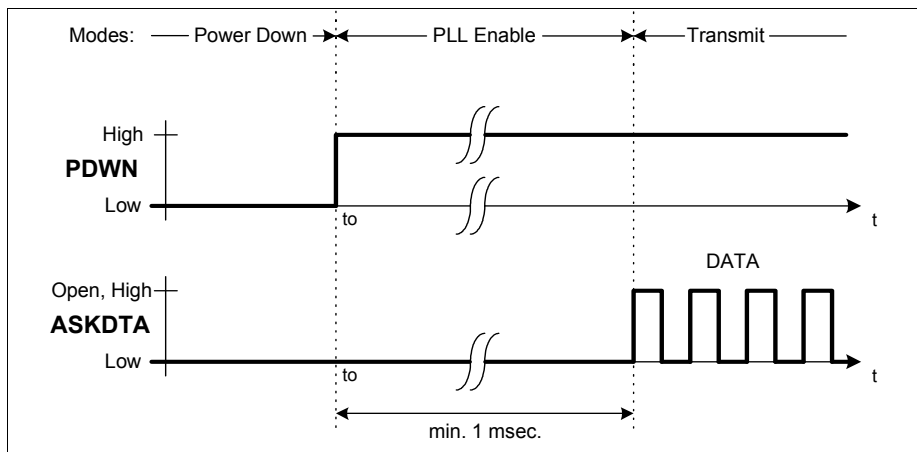 Modes: Power Down PLL Enable Transmit
High
PDWN
Low
to
t
DATA
Open, High
ASKDTA
Low
to
t
min. 1 msec.